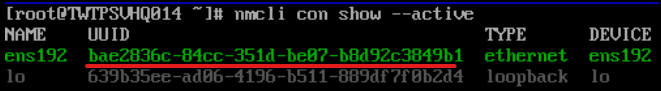 [root@TWTPSVHQ014 ~]# nmcli con show --active
NAME UUID TYPE DEVICE
ens192 bae2836c-84cc-351d-be07-b8d92c3849b1 ethernet ens192
lo 639b35ee-ad06-4196-b511-889df7f0b2d4 loopback lo